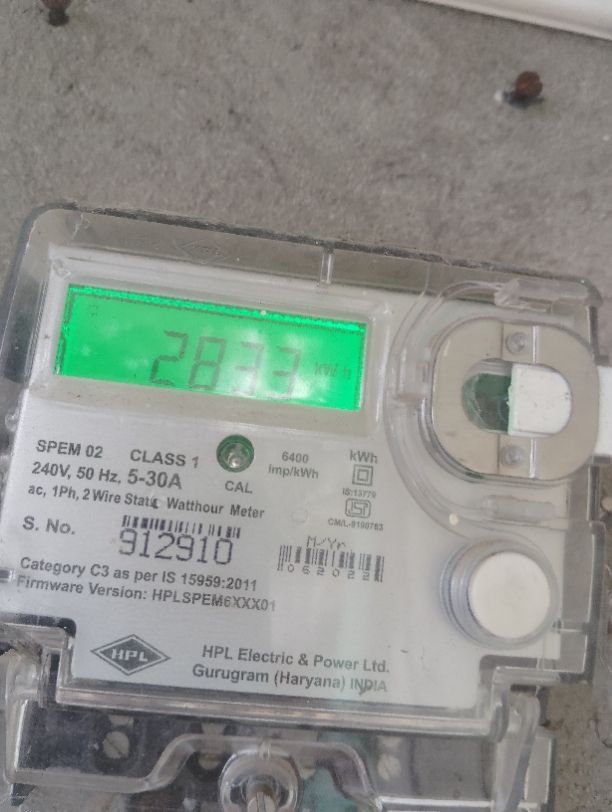 2833 kWh
SPEM 02 CLASS 1
240V, 50 Hz, 5-30A
ac, 1Ph, 2 Wire Static Watthour Meter
CAL
6400
imp/kWh
kWh
IS:13779
CM/L-9190763
S. No.
912910
M/Yr
062022
Category C3 as per IS 15959:2011
Firmware Version: HPLSPEM6XXX01
HPL
HPL Electric & Power Ltd.
Gurugram (Haryana) INDIA